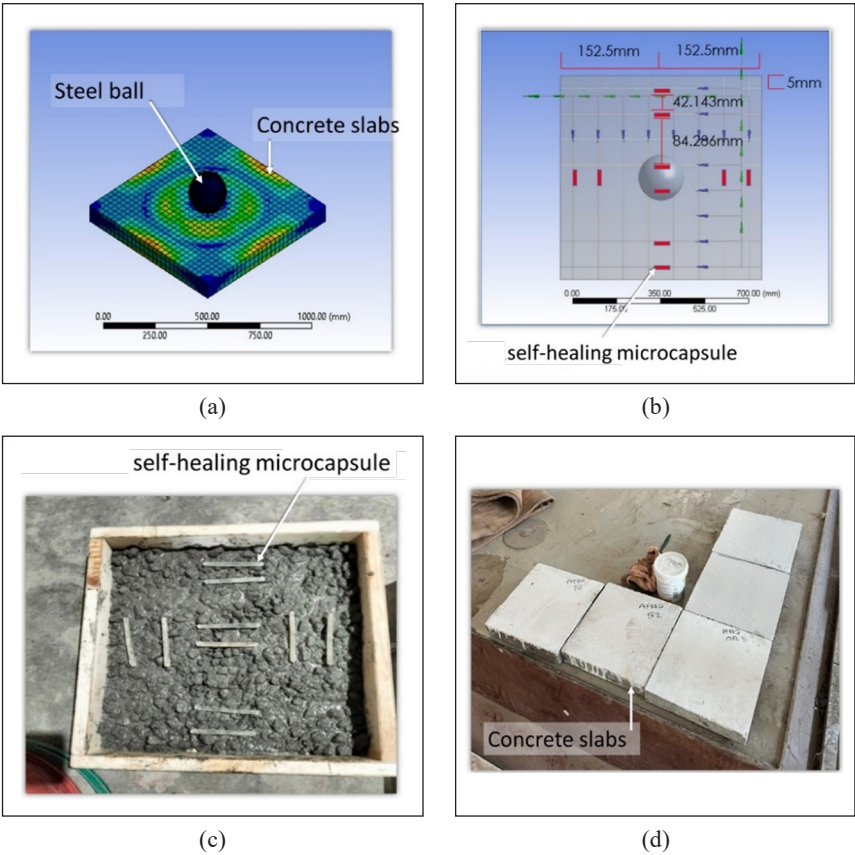 Steel ball
Concrete slabs
0.00 500.00 1000.00 (mm)
250.00 750.00
(a)
152.5mm 152.5mm
5mm
42.143mm
84.286mm
0.00 350.00 700.00 (mm)
175.00 525.00
self-healing microcapsule
(b)
self-healing microcapsule
(c)
Concrete slabs
(d)